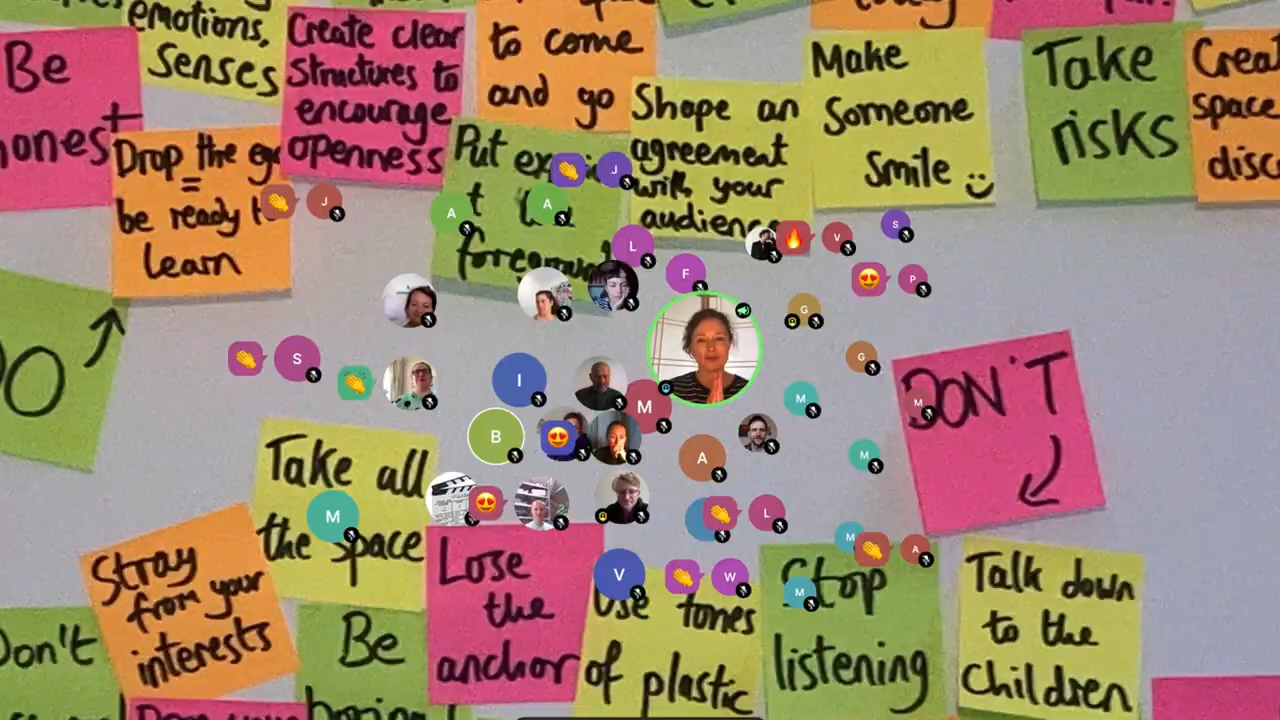 emotions,
senses
Be
Create clear
structures to
encourage
openness
to come
and go
Shape an
agreement
with your
audience
Make
Someone
Smile
Take
risks
space
Drop the
be ready
learn
Put
foreground
O
DON'T
Take all
the space
Stray
from your
interests
Don't
Be
boring
Lose
the
anchor
Use tones
of plastic
Stop
listening
Talk down
to the
Children
J
J
A
A
L
F
V
S
P
G
G
S
I
M
M
M
B
A
M
M
L
M
A
V
W
M